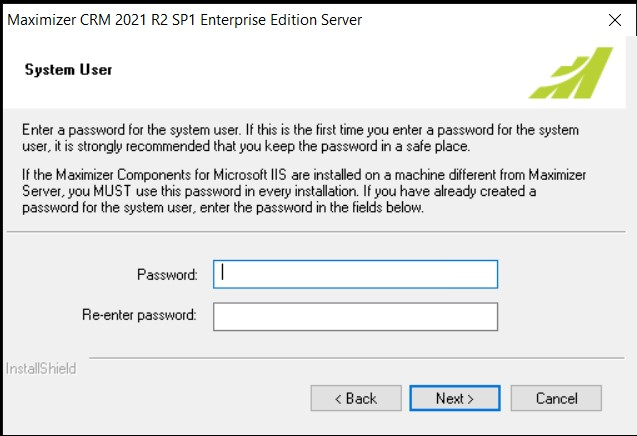 Maximizer CRM 2021 R2 SP1 Enterprise Edition Server
System User
Enter a password for the system user. If this is the first time you enter a password for the system
user, it is strongly recommended that you keep the password in a safe place.
If the Maximizer Components for Microsoft IIS are installed on a machine different from Maximizer
Server, you MUST use this password in every installation. If you have already created a
password for the system user, enter the password in the fields below.
Password:
Re-enter password:
InstallShield
< Back
Next >
Cancel